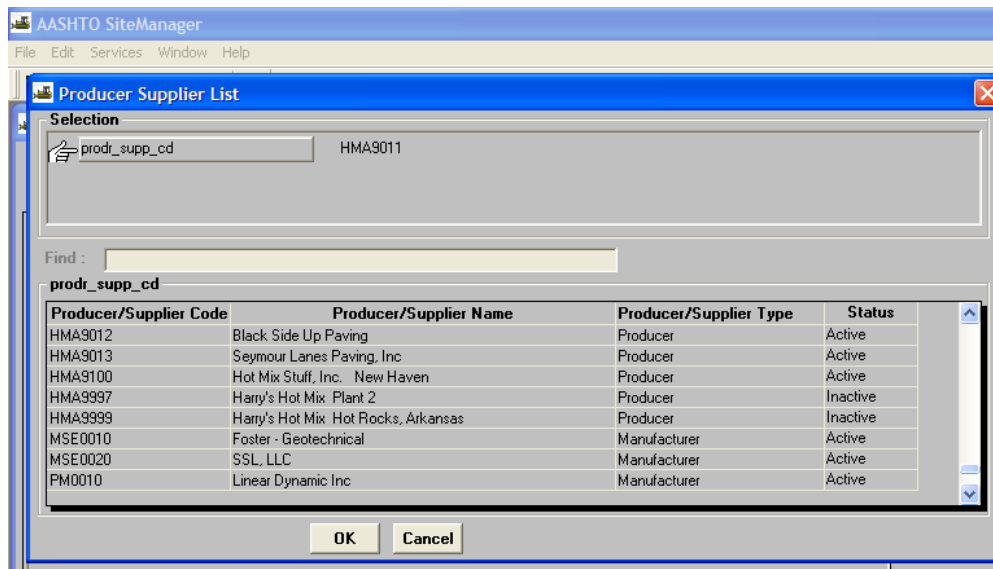 AASHTO SiteManager
File Edit Services Window Help
Producer Supplier List
Selection
prodr_supp_cd HMA9011
Find :
prodr_supp_cd
Producer/Supplier Code Producer/Supplier Name Producer/Supplier Type Status
HMA9012 Black Side Up Paving Producer Active
HMA9013 Seymour Lanes Paving, Inc Producer Active
HMA9100 Hot Mix Stuff, Inc. New Haven Producer Active
HMA9997 Harry's Hot Mix Plant 2 Producer Inactive
HMA9999 Harry's Hot Mix Hot Rocks, Arkansas Producer Inactive
MSE0010 Foster - Geotechnical Manufacturer Active
MSE0020 SSL, LLC Manufacturer Active
PM0010 Linear Dynamic Inc Manufacturer Active
OK Cancel